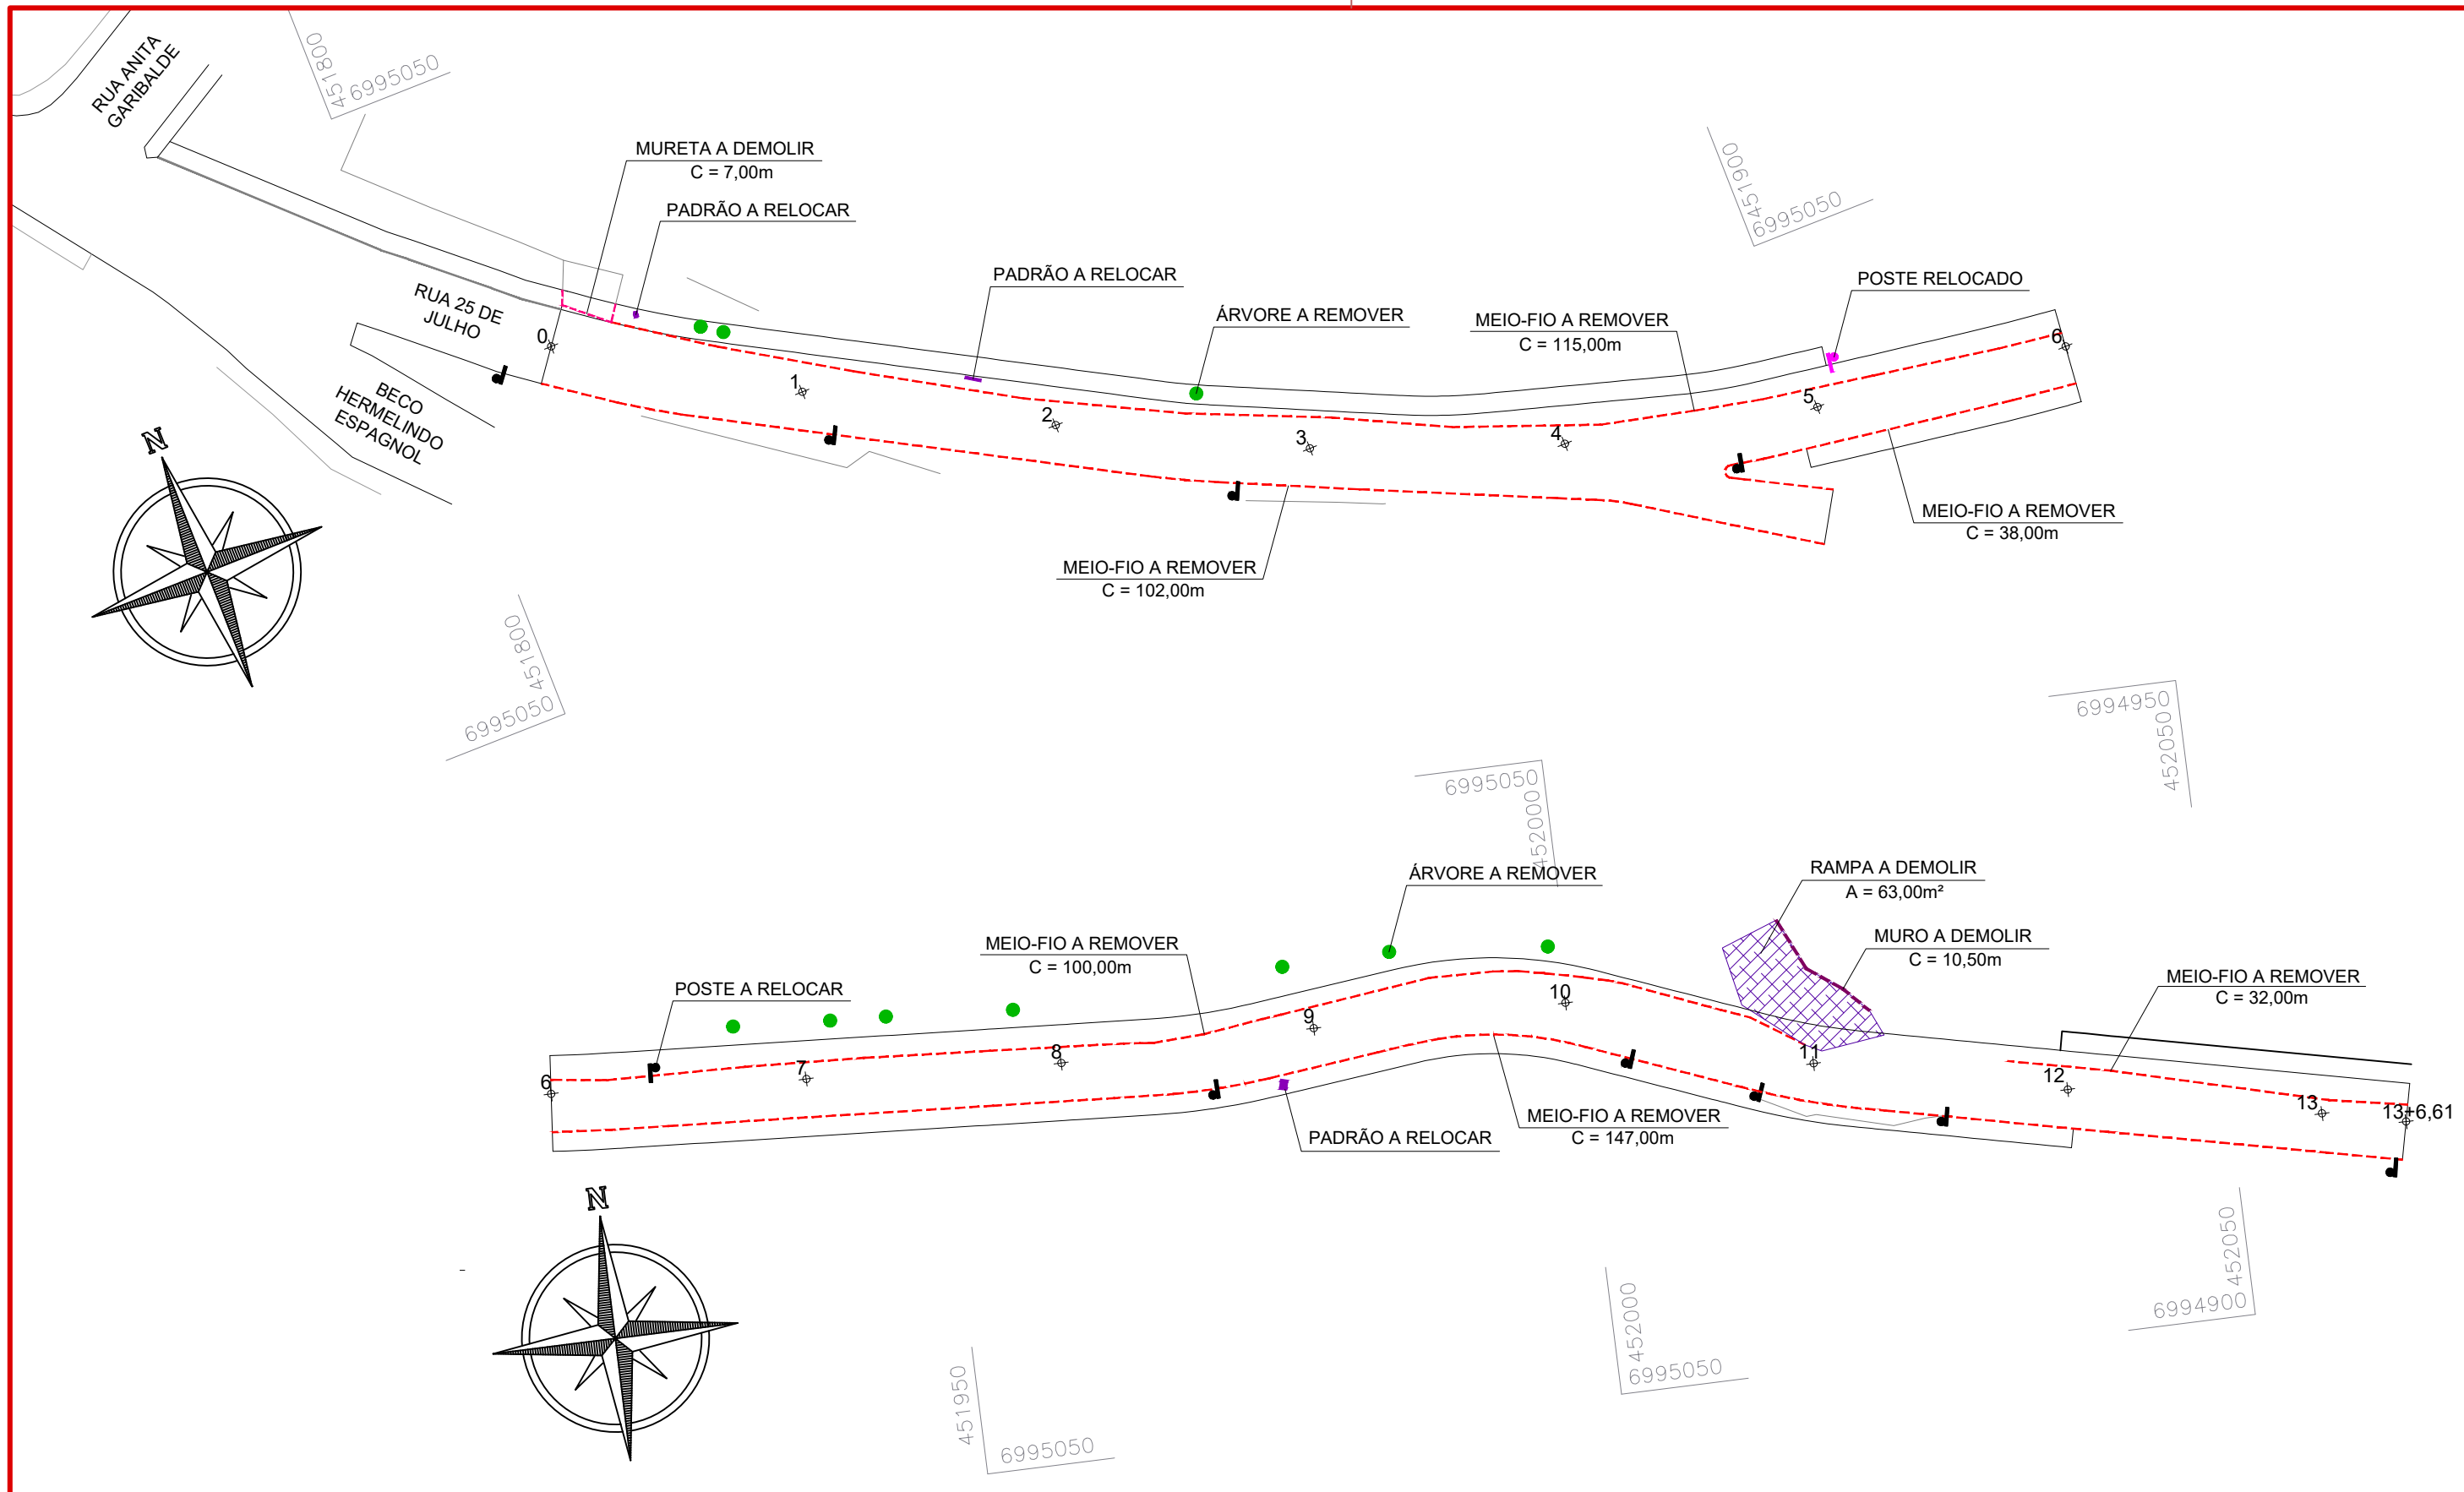 RUA ANITA
GARIBALDE
451800
6995050
MURETA A DEMOLIR
C = 7,00m
PADRÃO A RELOCAR
PADRÃO A RELOCAR
ÁRVORE A REMOVER
MEIO-FIO A REMOVER
C = 115,00m
451900
6995050
POSTE RELOCADO
RUA 25 DE
JULHO
BECO
HERMELINDO
ESPAGNOL
0
1
2
3
4
5
6
N
MEIO-FIO A REMOVER
C = 102,00m
MEIO-FIO A REMOVER
C = 38,00m
451800
6995050
6994950
452050
6995050
452000
ÁRVORE A REMOVER
RAMPA A DEMOLIR
A = 63,00m²
MURO A DEMOLIR
C = 10,50m
MEIO-FIO A REMOVER
C = 100,00m
MEIO-FIO A REMOVER
C = 32,00m
POSTE A RELOCAR
6
7
8
9
10
11
12
13
13+6,61
PADRÃO A RELOCAR
MEIO-FIO A REMOVER
C = 147,00m
N
451950
6995050
452000
6995050
452050
6994900